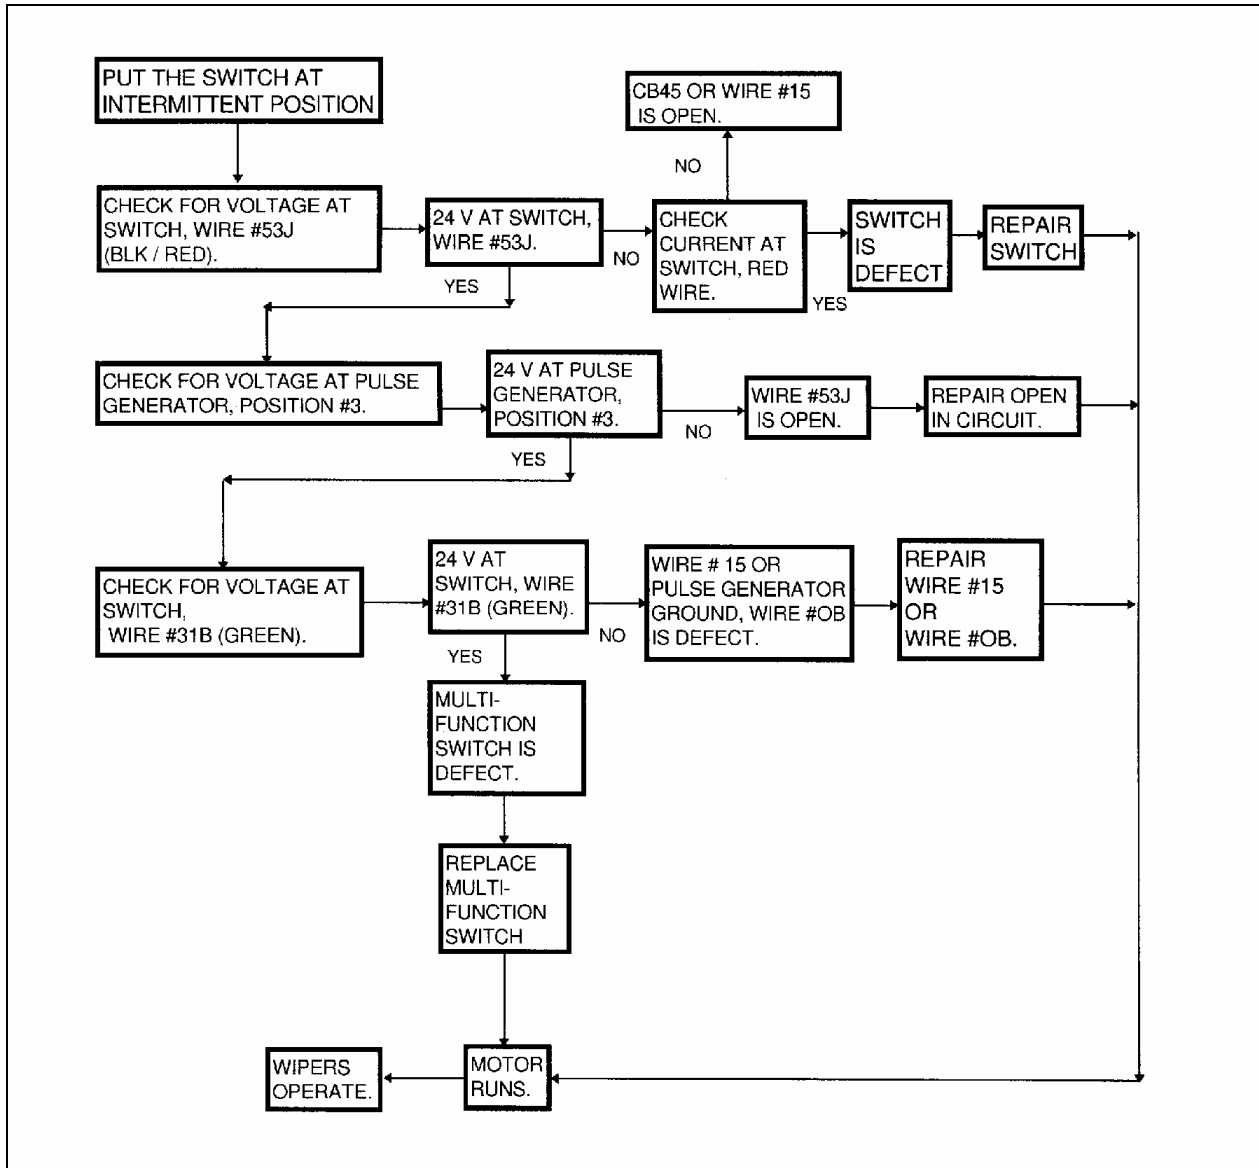 PUT THE SWITCH AT
INTERMITTENT POSITION
CB45 OR WIRE #15
IS OPEN.
NO
CHECK FOR VOLTAGE AT
SWITCH, WIRE #53J
(BLK / RED).
24 V AT SWITCH,
WIRE #53J.
NO
YES
CHECK
CURRENT AT
SWITCH, RED
WIRE.
YES
SWITCH
IS
DEFECT
REPAIR
SWITCH
CHECK FOR VOLTAGE AT PULSE
GENERATOR, POSITION #3.
24 V AT PULSE
GENERATOR,
POSITION #3.
NO
YES
WIRE #53J
IS OPEN.
REPAIR OPEN
IN CIRCUIT.
CHECK FOR VOLTAGE AT
SWITCH,
WIRE #31B (GREEN).
24 V AT
SWITCH, WIRE
#31B (GREEN).
NO
YES
WIRE # 15 OR
PULSE GENERATOR
GROUND, WIRE #OB
IS DEFECT.
REPAIR
WIRE #15
OR
WIRE #OB.
MULTI-
FUNCTION
SWITCH IS
DEFECT.
REPLACE
MULTI-
FUNCTION
SWITCH
WIPERS
OPERATE.
MOTOR
RUNS.